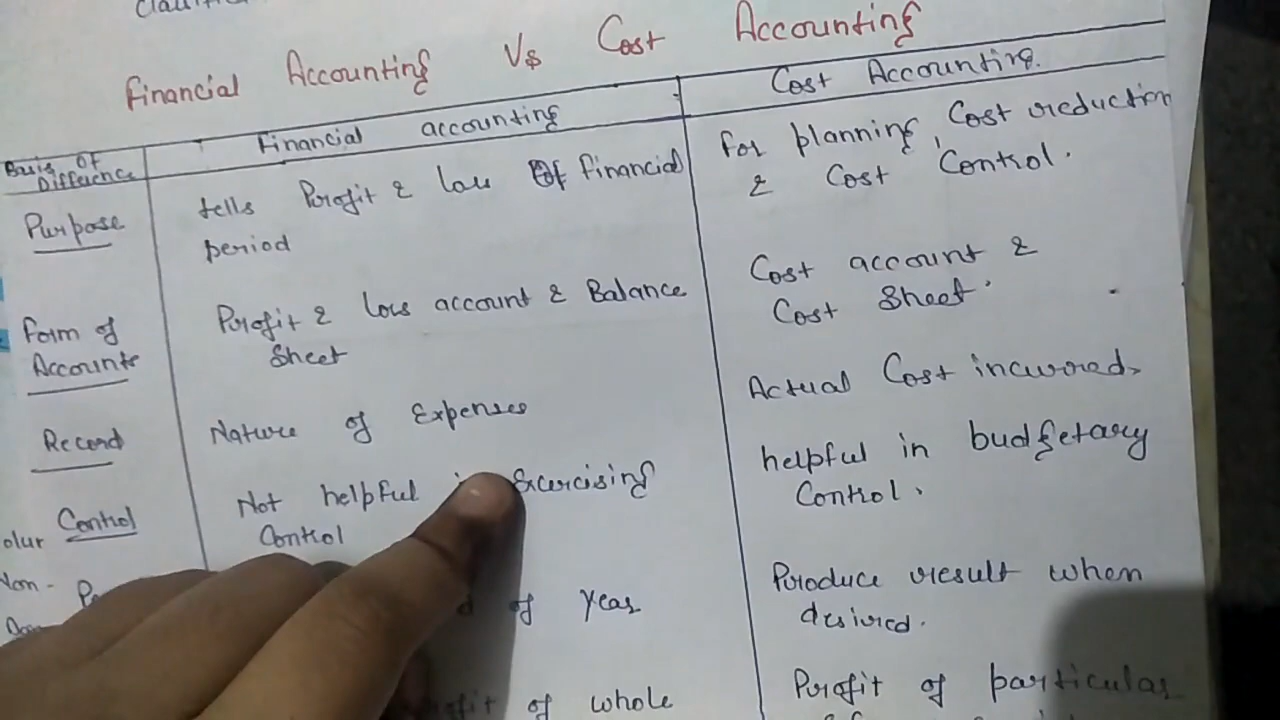 Financial Accounting Vs Cost Accounting
Basis of Difference
Financial accounting
Cost Accounting.
Purpose
tells Profit & loss Of financial
period
For planning, Cost reduction
& Cost Control.
Form of
Accounts
Profit & loss account & Balance
Sheet
Cost account &
Cost Sheet.
Record
Nature of Expenses
Actual Cost incurred.
Control
Not helpful in Excercising
Control
helpful in budgetary
Control.
of year
Produce result when
desired.
of whole
Profit of particular